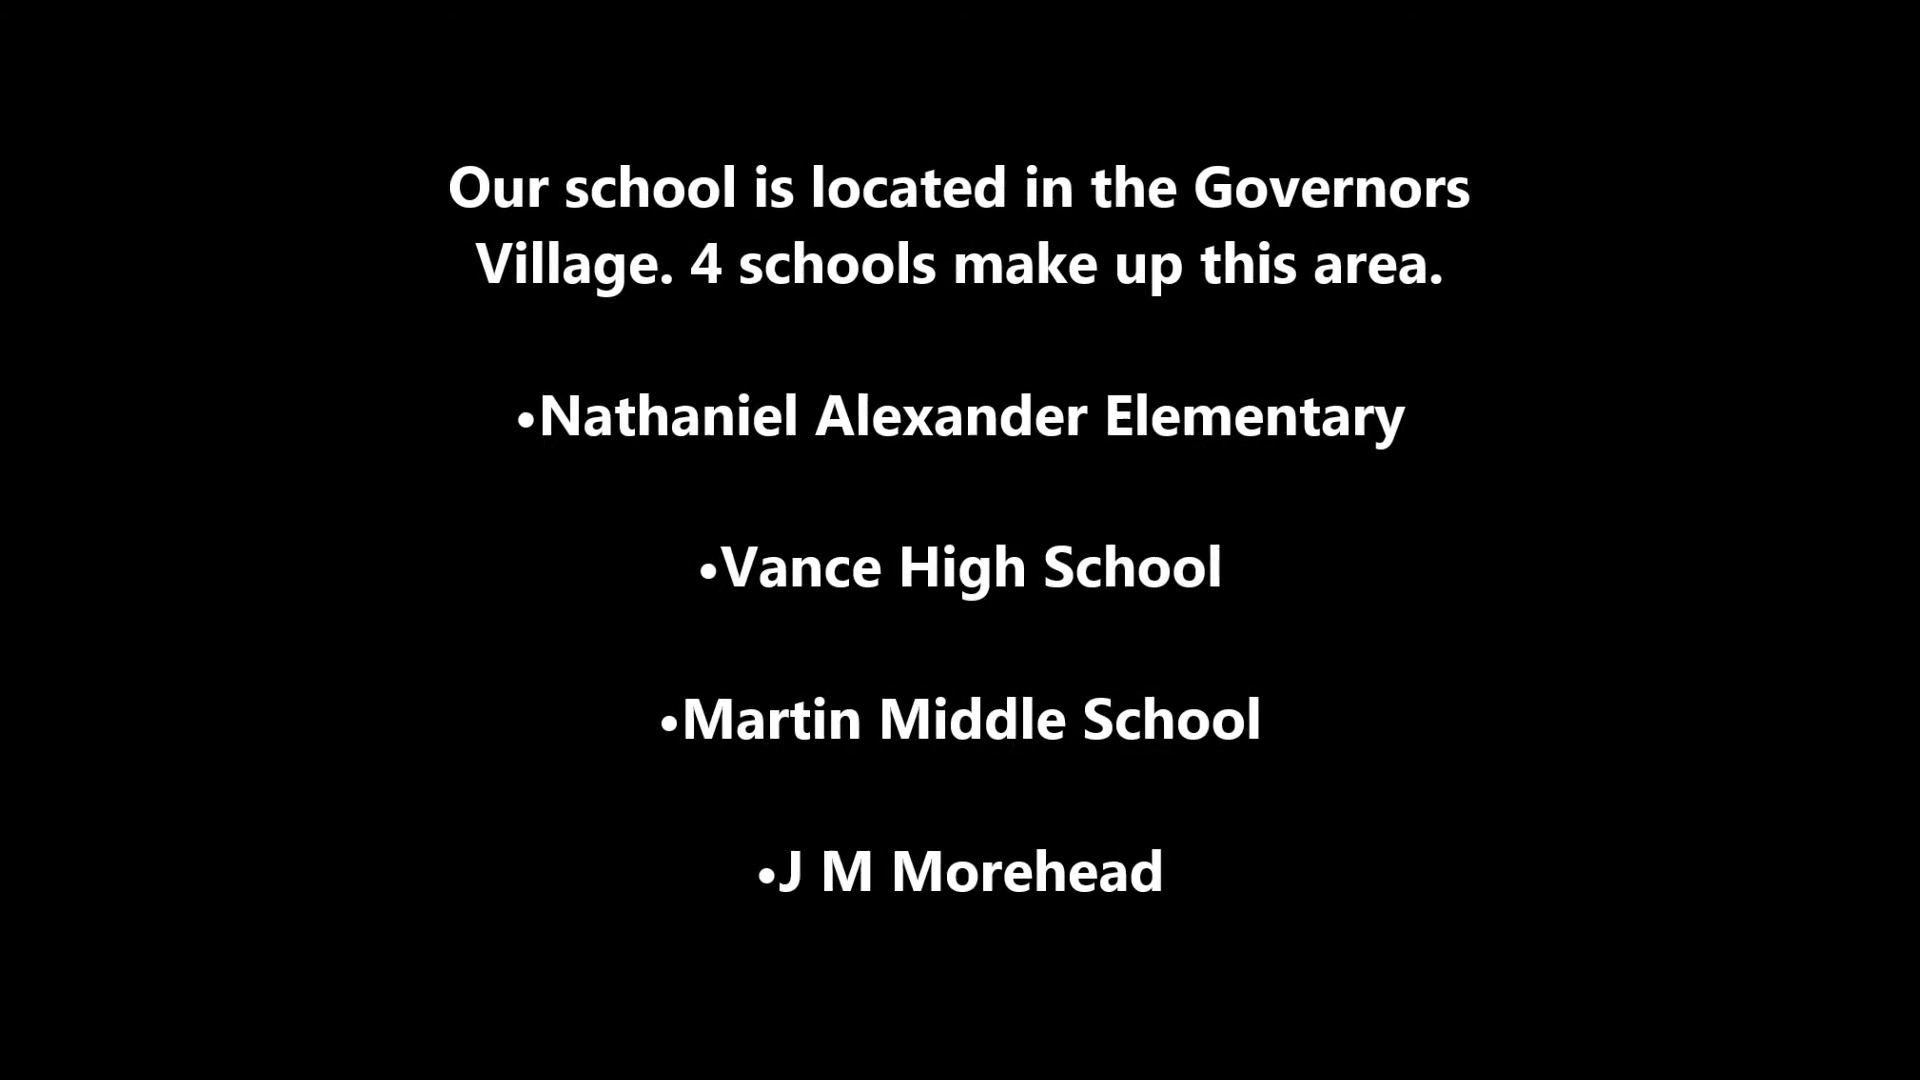 Our school is located in the Governors
Village. 4 schools make up this area.
•Nathaniel Alexander Elementary
•Vance High School
•Martin Middle School
•J M Morehead